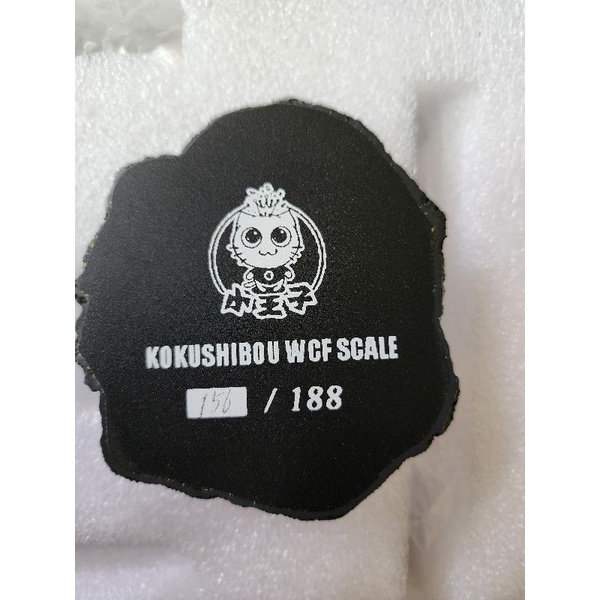 小王子
KOKUSHIBOU WCF SCALE
156 / 188